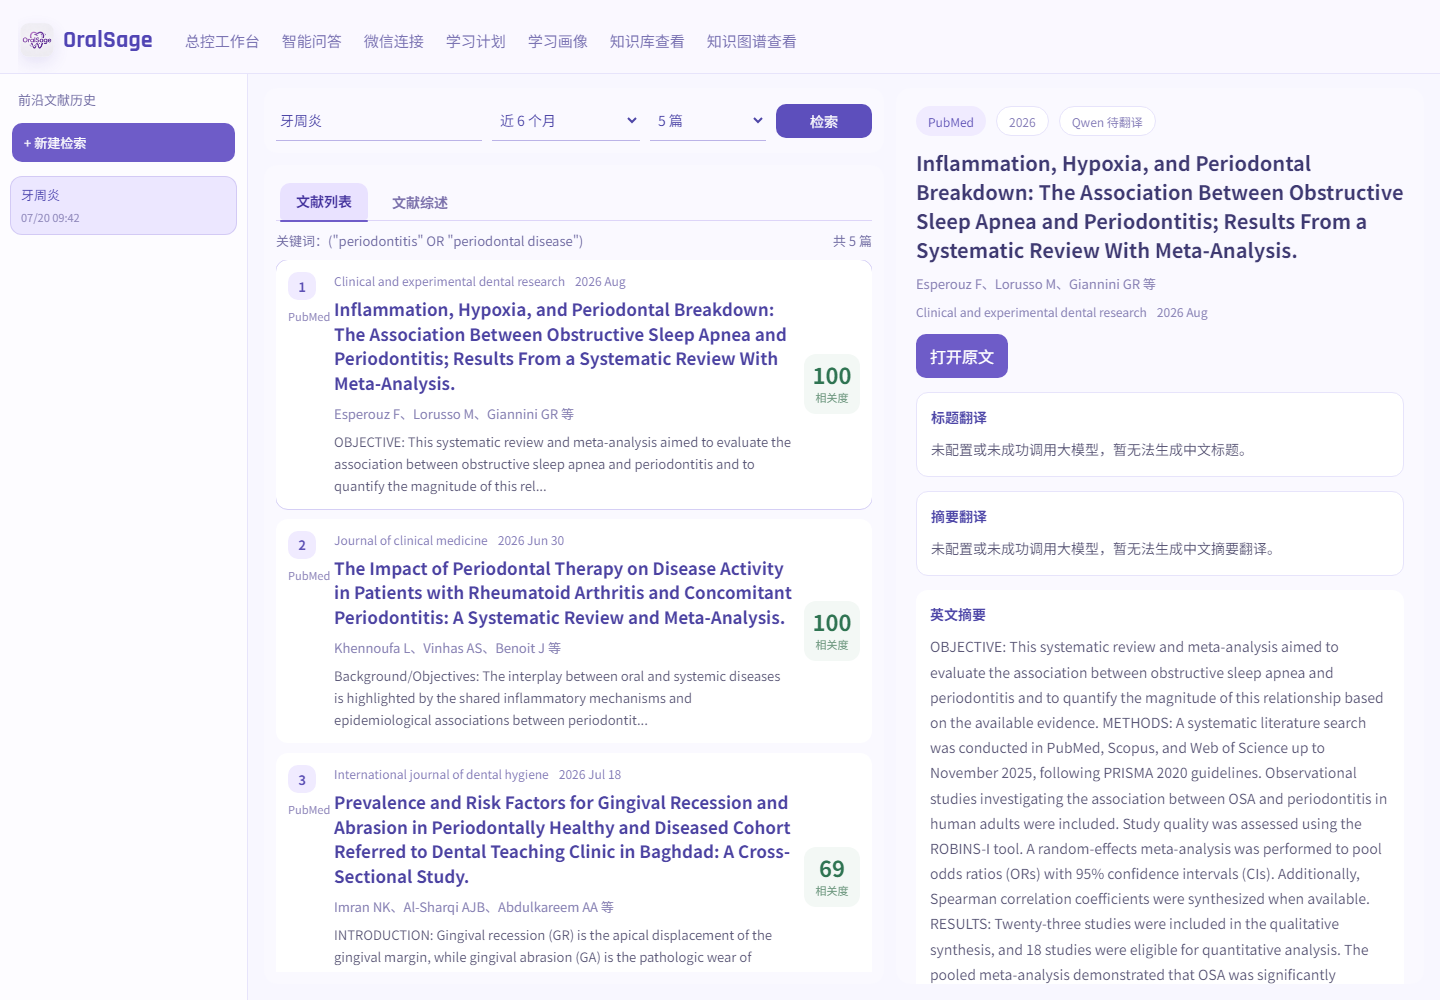 OralSage
OralSage
总控工作台
智能问答
微信连接
学习计划
学习画像
知识库查看
知识图谱查看
前沿文献历史
+ 新建检索
牙周炎
07/20 09:42
牙周炎
近 6 个月
5 篇
检索
文献列表
文献综述
关键词：("periodontitis" OR "periodontal disease")
共 5 篇
1
PubMed
Clinical and experimental dental research 2026 Aug
Inflammation, Hypoxia, and Periodontal Breakdown:
The Association Between Obstructive Sleep Apnea and
Periodontitis; Results From a Systematic Review With
Meta-Analysis.
Esperouz F、Lorusso M、Giannini GR 等
OBJECTIVE: This systematic review and meta-analysis aimed to evaluate the
association between obstructive sleep apnea and periodontitis and to
quantify the magnitude of this rel...
100
相关度
2
PubMed
Journal of clinical medicine 2026 Jun 30
The Impact of Periodontal Therapy on Disease Activity
in Patients with Rheumatoid Arthritis and Concomitant
Periodontitis: A Systematic Review and Meta-Analysis.
Khennoufa L、Vinhas AS、Benoit J 等
Background/Objectives: The interplay between oral and systemic diseases
is highlighted by the shared inflammatory mechanisms and
epidemiological associations between periodontit...
100
相关度
3
PubMed
International journal of dental hygiene 2026 Jul 18
Prevalence and Risk Factors for Gingival Recession and
Abrasion in Periodontally Healthy and Diseased Cohort
Referred to Dental Teaching Clinic in Baghdad: A Cross-
Sectional Study.
Imran NK、Al-Sharqi AJB、Abdulkareem AA 等
INTRODUCTION: Gingival recession (GR) is the apical displacement of the
gingival margin, while gingival abrasion (GA) is the pathologic wear of
69
相关度
PubMed
2026
Qwen 待翻译
Inflammation, Hypoxia, and Periodontal
Breakdown: The Association Between Obstructive
Sleep Apnea and Periodontitis; Results From a
Systematic Review With Meta-Analysis.
Esperouz F、Lorusso M、Giannini GR 等
Clinical and experimental dental research 2026 Aug
打开原文
标题翻译
未配置或未成功调用大模型，暂无法生成中文标题。
摘要翻译
未配置或未成功调用大模型，暂无法生成中文摘要翻译。
英文摘要
OBJECTIVE: This systematic review and meta-analysis aimed to
evaluate the association between obstructive sleep apnea and
periodontitis and to quantify the magnitude of this relationship based
on the available evidence. METHODS: A systematic literature search
was conducted in PubMed, Scopus, and Web of Science up to
November 2025, following PRISMA 2020 guidelines. Observational
studies investigating the association between OSA and periodontitis in
human adults were included. Study quality was assessed using the
ROBINS-I tool. A random-effects meta-analysis was performed to pool
odds ratios (ORs) with 95% confidence intervals (CIs). Additionally,
Spearman correlation coefficients were synthesized when available.
RESULTS: Twenty-three studies were included in the qualitative
synthesis, and 18 studies were eligible for quantitative analysis. The
pooled meta-analysis demonstrated that OSA was significantly